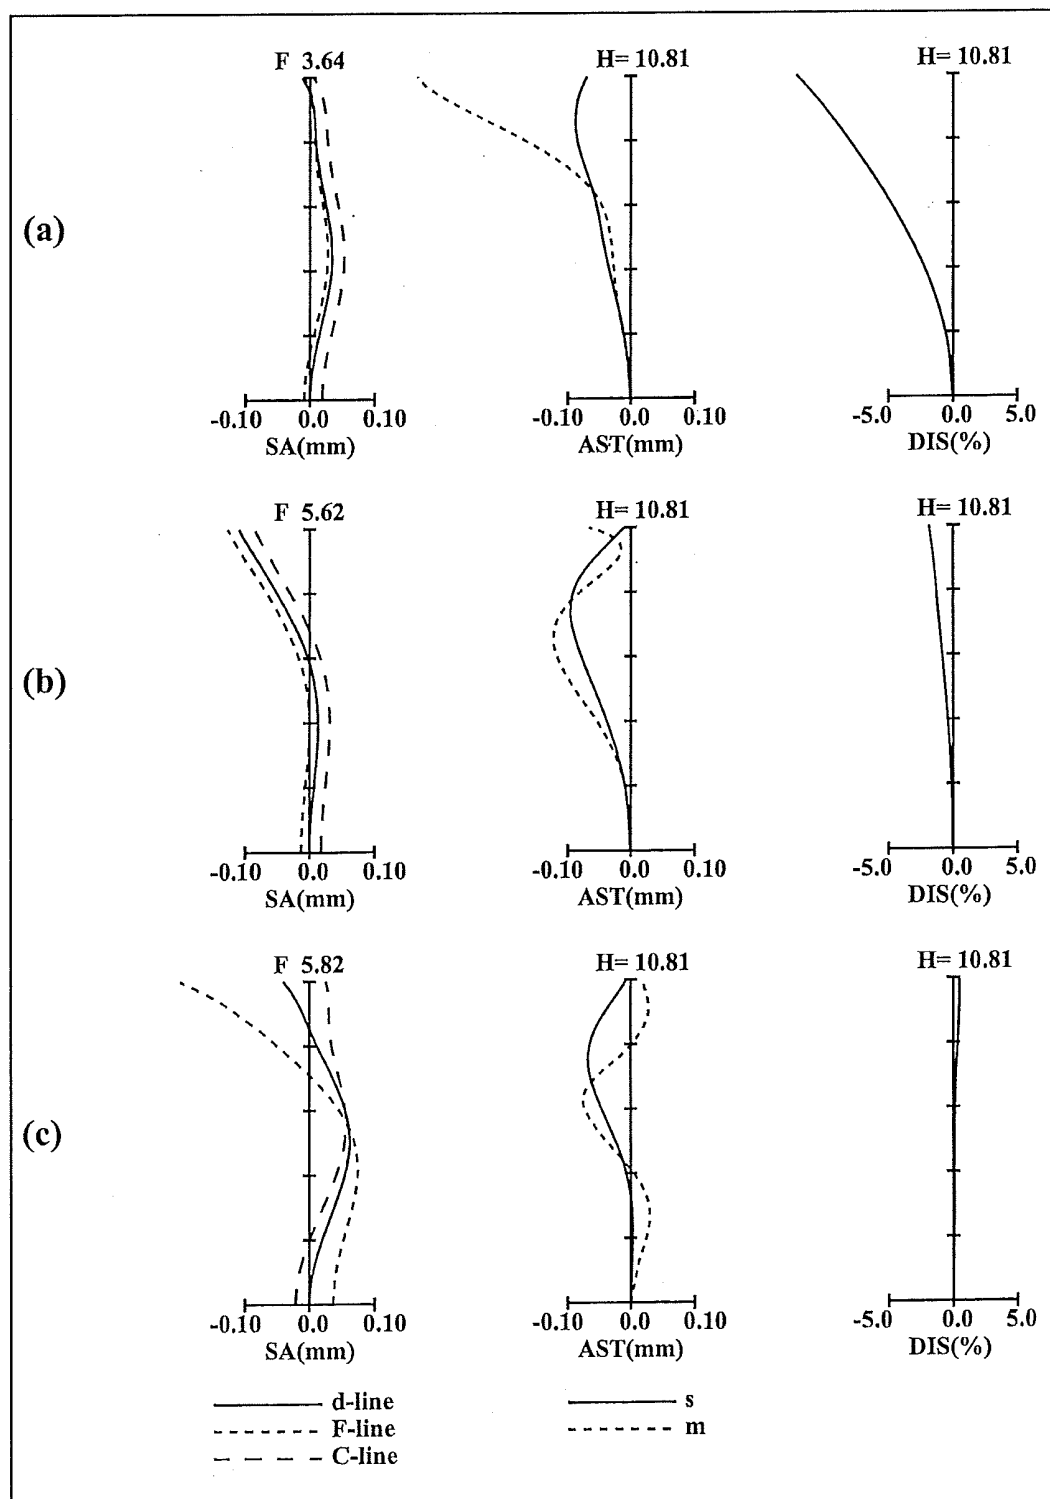 F 3.64
H= 10.81
H= 10.81
(a)
-0.10 0.0 0.10
SA(mm)
-0.10 0.0 0.10
AST(mm)
-5.0 0.0 5.0
DIS(%)
F 5.62
H= 10.81
H= 10.81
(b)
-0.10 0.0 0.10
SA(mm)
-0.10 0.0 0.10
AST(mm)
-5.0 0.0 5.0
DIS(%)
F 5.82
H= 10.81
H= 10.81
(c)
-0.10 0.0 0.10
SA(mm)
-0.10 0.0 0.10
AST(mm)
-5.0 0.0 5.0
DIS(%)
d-line
F-line
C-line
s
m